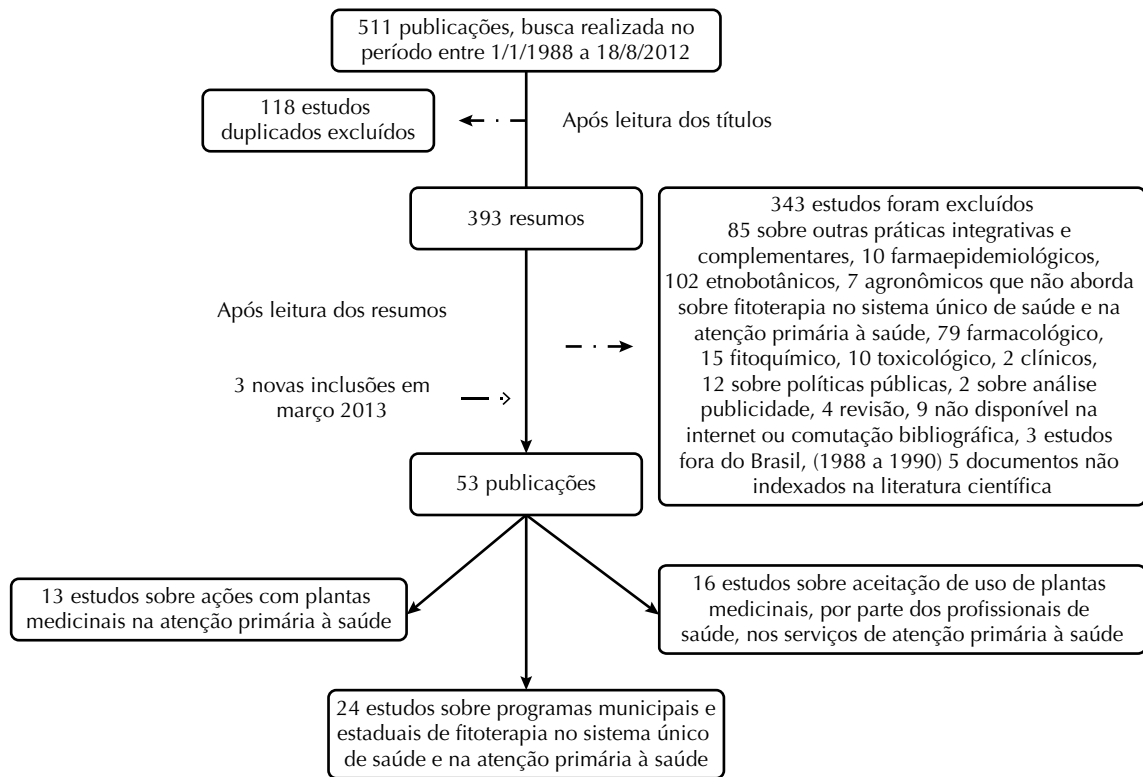 511 publicações, busca realizada no
período entre 1/1/1988 a 18/8/2012
118 estudos
duplicados excluídos
Após leitura dos títulos
393 resumos
343 estudos foram excluídos
85 sobre outras práticas integrativas e
complementares, 10 farmaepidemiológicos,
102 etnobotânicos, 7 agronômicos que não aborda
sobre fitoterapia no sistema único de saúde e na
atenção primária à saúde, 79 farmacológico,
15 fitoquímico, 10 toxicológico, 2 clínicos,
12 sobre políticas públicas, 2 sobre análise
publicidade, 4 revisão, 9 não disponível na
internet ou comutação bibliográfica, 3 estudos
fora do Brasil, (1988 a 1990) 5 documentos não
indexados na literatura científica
Após leitura dos resumos
3 novas inclusões em
março 2013
53 publicações
13 estudos sobre ações com plantas
medicinais na atenção primária à saúde
16 estudos sobre aceitação de uso de plantas
medicinais, por parte dos profissionais de
saúde, nos serviços de atenção primária à saúde
24 estudos sobre programas municipais e
estaduais de fitoterapia no sistema único
de saúde e na atenção primária à saúde